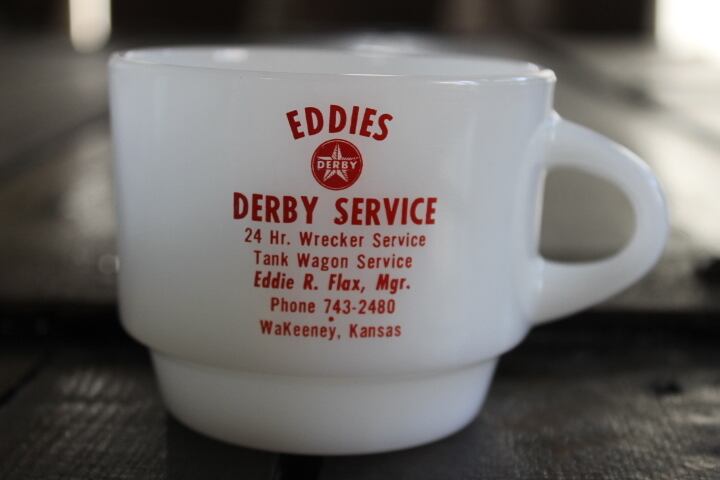 EDDIES
DERBY
DERBY SERVICE
24 Hr. Wrecker Service
Tank Wagon Service
Eddie R. Flax, Mgr.
Phone 743-2480
WaKeeney, Kansas